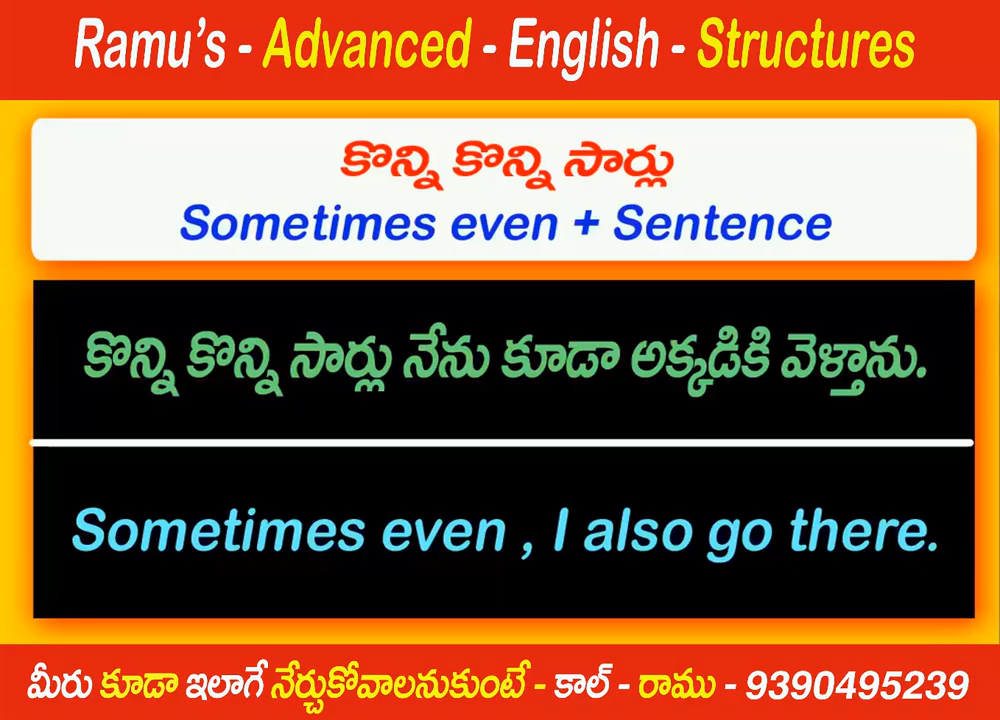 Ramu's - Advanced - English - Structures
కొన్ని కొన్ని సార్లు
Sometimes even + Sentence
కొన్ని కొన్ని సార్లు నేను కూడా అక్కడికి వెళ్తాను.
Sometimes even , I also go there.
మీరు కూడా ఇలాగే నేర్చుకోవాలనుకుంటే - కాల్ - రాము - 9390495239